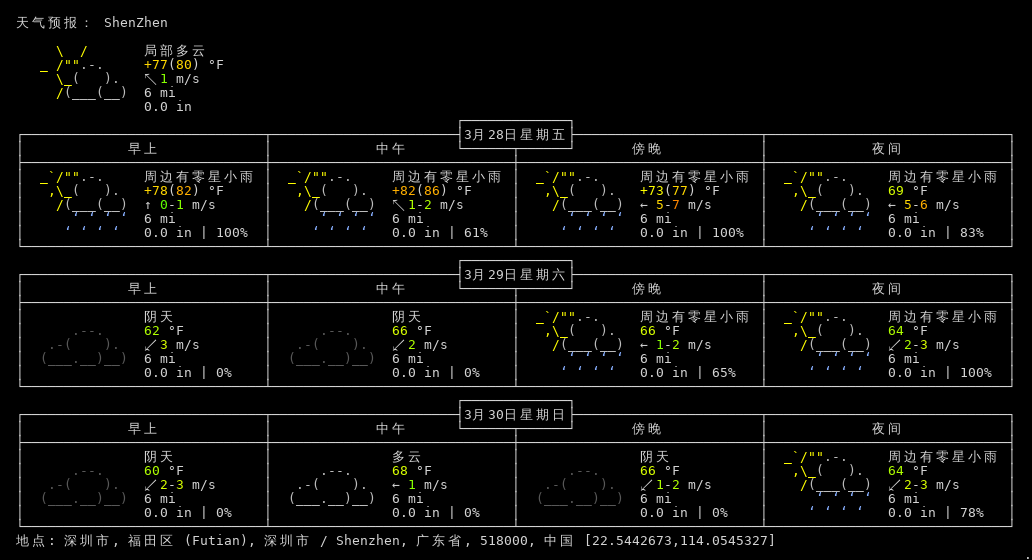 天气预报： ShenZhen
局部多云
+77(80) °F
↖ 1 m/s
6 mi
0.0 in
3月28日星期五
早上 中午 傍晚 夜间
周边有零星小雨 周边有零星小雨 周边有零星小雨 周边有零星小雨
+78(82) °F +82(86) °F +73(77) °F 69 °F
↑ 0-1 m/s ↖ 1-2 m/s ← 5-7 m/s ← 5-6 m/s
6 mi 6 mi 6 mi 6 mi
0.0 in | 100% 0.0 in | 61% 0.0 in | 100% 0.0 in | 83%
3月29日星期六
早上 中午 傍晚 夜间
阴天 阴天 周边有零星小雨 周边有零星小雨
62 °F 66 °F 66 °F 64 °F
↙ 3 m/s ↙ 2 m/s ← 1-2 m/s ↙ 2-3 m/s
6 mi 6 mi 6 mi 6 mi
0.0 in | 0% 0.0 in | 0% 0.0 in | 65% 0.0 in | 100%
3月30日星期日
早上 中午 傍晚 夜间
阴天 多云 阴天 周边有零星小雨
60 °F 68 °F 66 °F 64 °F
↙ 2-3 m/s ← 1 m/s ↙ 1-2 m/s ↙ 2-3 m/s
6 mi 6 mi 6 mi 6 mi
0.0 in | 0% 0.0 in | 0% 0.0 in | 0% 0.0 in | 78%
地点: 深圳市, 福田区 (Futian), 深圳市 / Shenzhen, 广东省, 518000, 中国 [22.5442673,114.0545327]